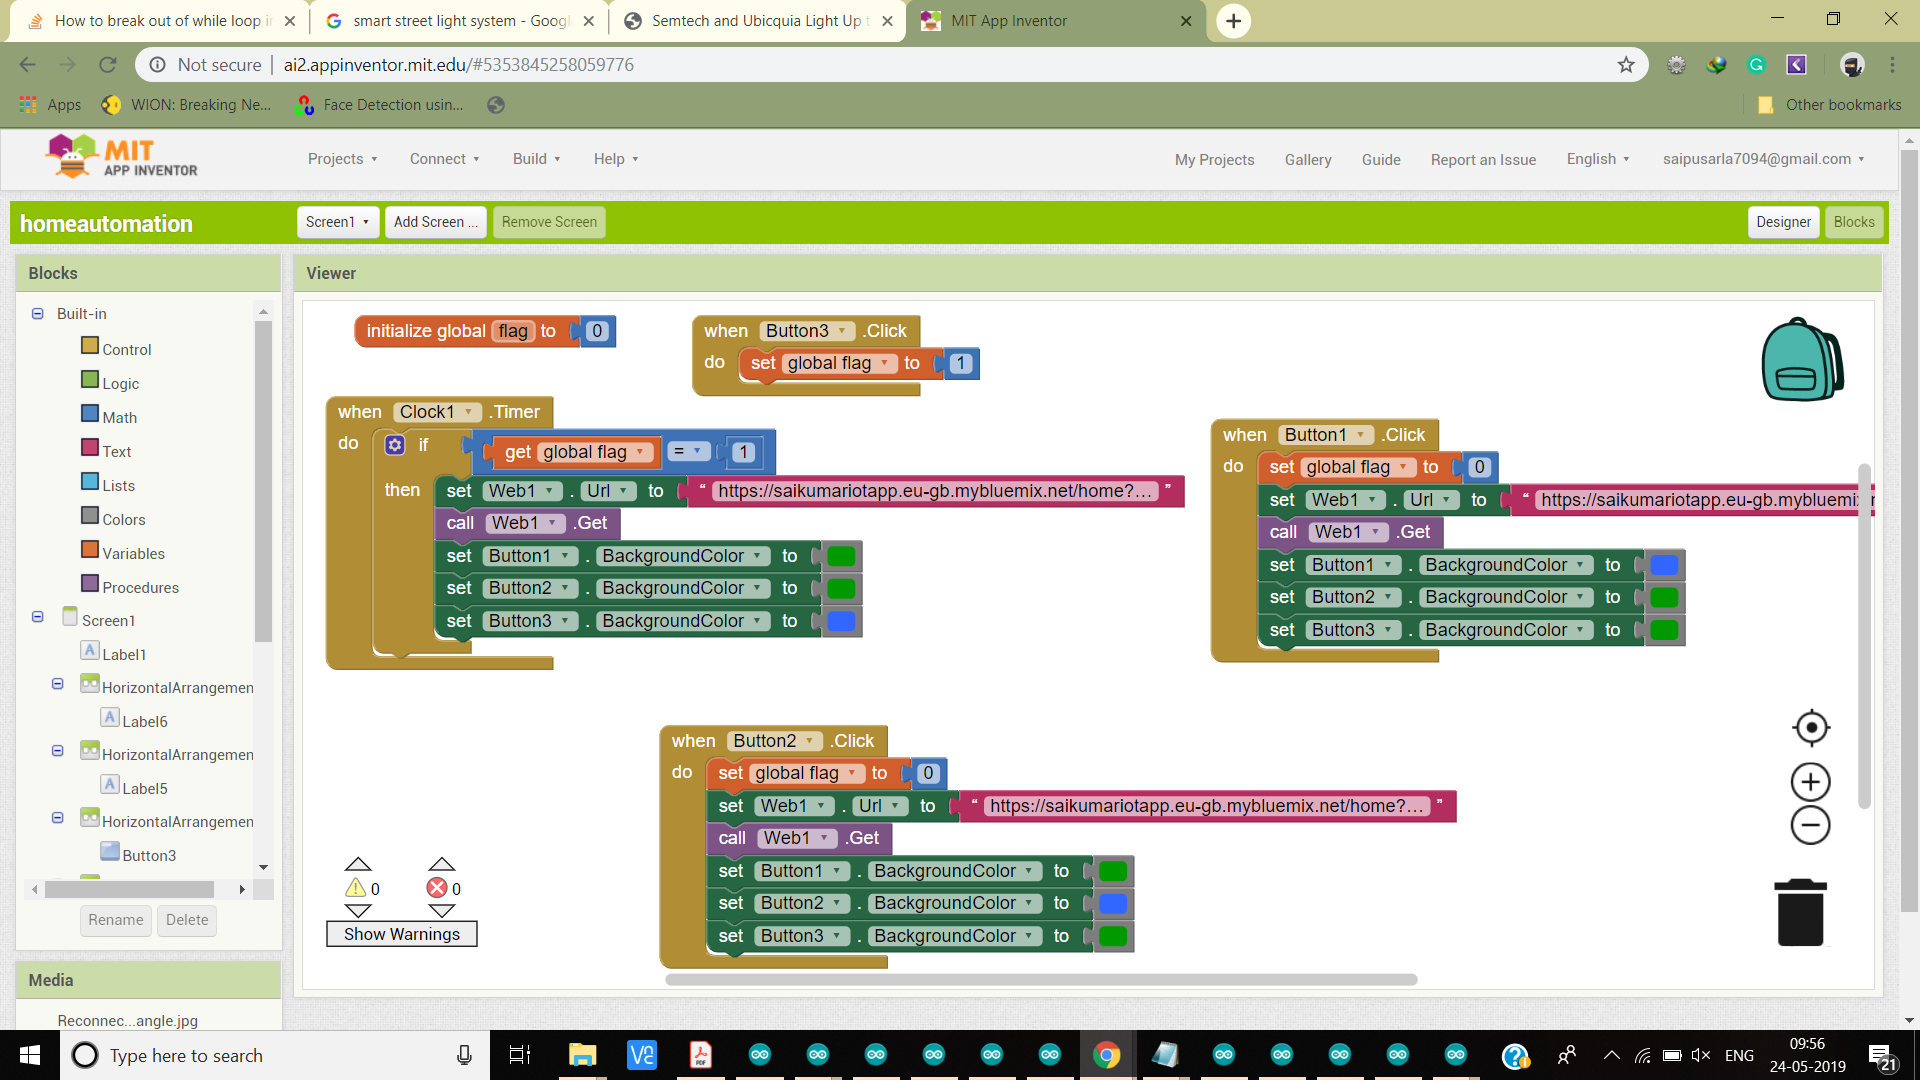 How to break out of while loop in
smart street light system - Goog
Semtech and Ubicquia Light Up t
MIT App Inventor
Not secure | ai2.appinventor.mit.edu/#5353845258059776
Apps
WION: Breaking Ne...
Face Detection usin...
Other bookmarks
MIT
APP INVENTOR
Projects
Connect
Build
Help
My Projects
Gallery
Guide
Report an Issue
English
saipusarla7094@gmail.com
homeautomation
Screen1
Add Screen ...
Remove Screen
Designer
Blocks
Blocks
Built-in
Control
Logic
Math
Text
Lists
Colors
Variables
Procedures
Screen1
Label1
HorizontalArrangemen
Label6
HorizontalArrangemen
Label5
HorizontalArrangemen
Button3
Rename
Delete
Media
Reconnec...angle.jpg
Viewer
initialize global flag to 0
when Button3 .Click
do set global flag to 1
when Clock1 .Timer
do if get global flag = 1
then set Web1 . Url to " https://saikumariotapp.eu-gb.mybluemix.net/home?... "
call Web1 .Get
set Button1 . BackgroundColor to
set Button2 . BackgroundColor to
set Button3 . BackgroundColor to
when Button1 .Click
do set global flag to 0
set Web1 . Url to " https://saikumariotapp.eu-gb.mybluemix
call Web1 .Get
set Button1 . BackgroundColor to
set Button2 . BackgroundColor to
set Button3 . BackgroundColor to
when Button2 .Click
do set global flag to 0
set Web1 . Url to " https://saikumariotapp.eu-gb.mybluemix.net/home?... "
call Web1 .Get
set Button1 . BackgroundColor to
set Button2 . BackgroundColor to
set Button3 . BackgroundColor to
0
0
Show Warnings
Type here to search
ENG
09:56
24-05-2019
21